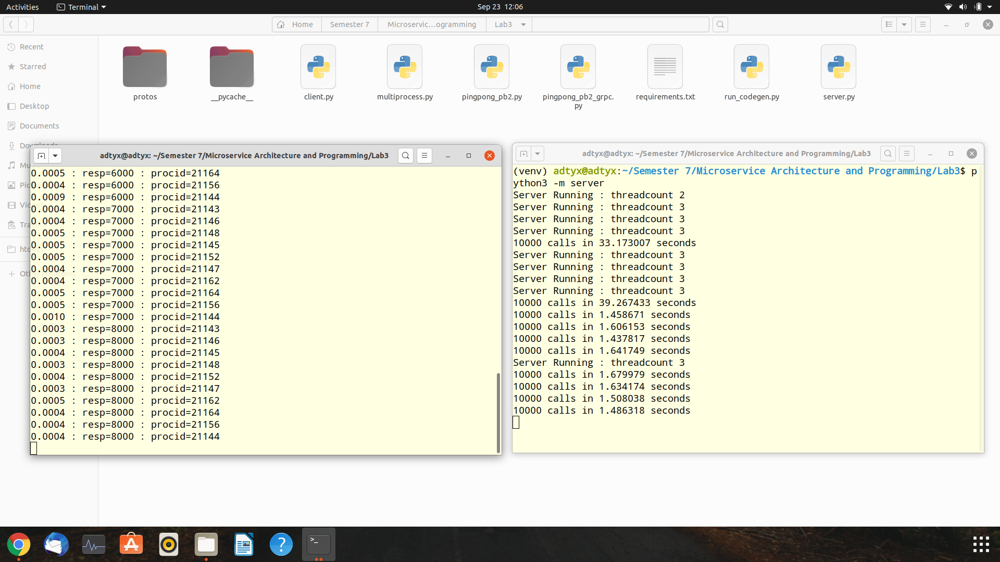 Activities
Terminal
Sep 23 12:06
Home
Semester 7
Microservic...ogramming
Lab3
Recent
Starred
Home
Desktop
Documents
protos
__pycache__
client.py
multiprocess.py
pingpong_pb2.py
pingpong_pb2_grpc.
py
requirements.txt
run_codegen.py
server.py
adtyx@adtyx: ~/Semester 7/Microservice Architecture and Programming/Lab3
0.0005 : resp=6000 : procid=21164
0.0004 : resp=6000 : procid=21156
0.0009 : resp=6000 : procid=21144
0.0004 : resp=7000 : procid=21143
0.0004 : resp=7000 : procid=21146
0.0005 : resp=7000 : procid=21148
0.0005 : resp=7000 : procid=21145
0.0005 : resp=7000 : procid=21152
0.0004 : resp=7000 : procid=21147
0.0004 : resp=7000 : procid=21162
0.0005 : resp=7000 : procid=21164
0.0005 : resp=7000 : procid=21156
0.0010 : resp=7000 : procid=21144
0.0003 : resp=8000 : procid=21143
0.0003 : resp=8000 : procid=21146
0.0004 : resp=8000 : procid=21145
0.0003 : resp=8000 : procid=21148
0.0004 : resp=8000 : procid=21152
0.0003 : resp=8000 : procid=21147
0.0005 : resp=8000 : procid=21162
0.0004 : resp=8000 : procid=21164
0.0004 : resp=8000 : procid=21156
0.0004 : resp=8000 : procid=21144
adtyx@adtyx: ~/Semester 7/Microservice Architecture and Programming/Lab3
(venv) adtyx@adtyx:~/Semester 7/Microservice Architecture and Programming/Lab3$ p
ython3 -m server
Server Running : threadcount 2
Server Running : threadcount 3
Server Running : threadcount 3
Server Running : threadcount 3
10000 calls in 33.173007 seconds
Server Running : threadcount 3
Server Running : threadcount 3
Server Running : threadcount 3
Server Running : threadcount 3
10000 calls in 39.267433 seconds
10000 calls in 1.458671 seconds
10000 calls in 1.606153 seconds
10000 calls in 1.437817 seconds
10000 calls in 1.641749 seconds
Server Running : threadcount 3
10000 calls in 1.679979 seconds
10000 calls in 1.634174 seconds
10000 calls in 1.508038 seconds
10000 calls in 1.486318 seconds